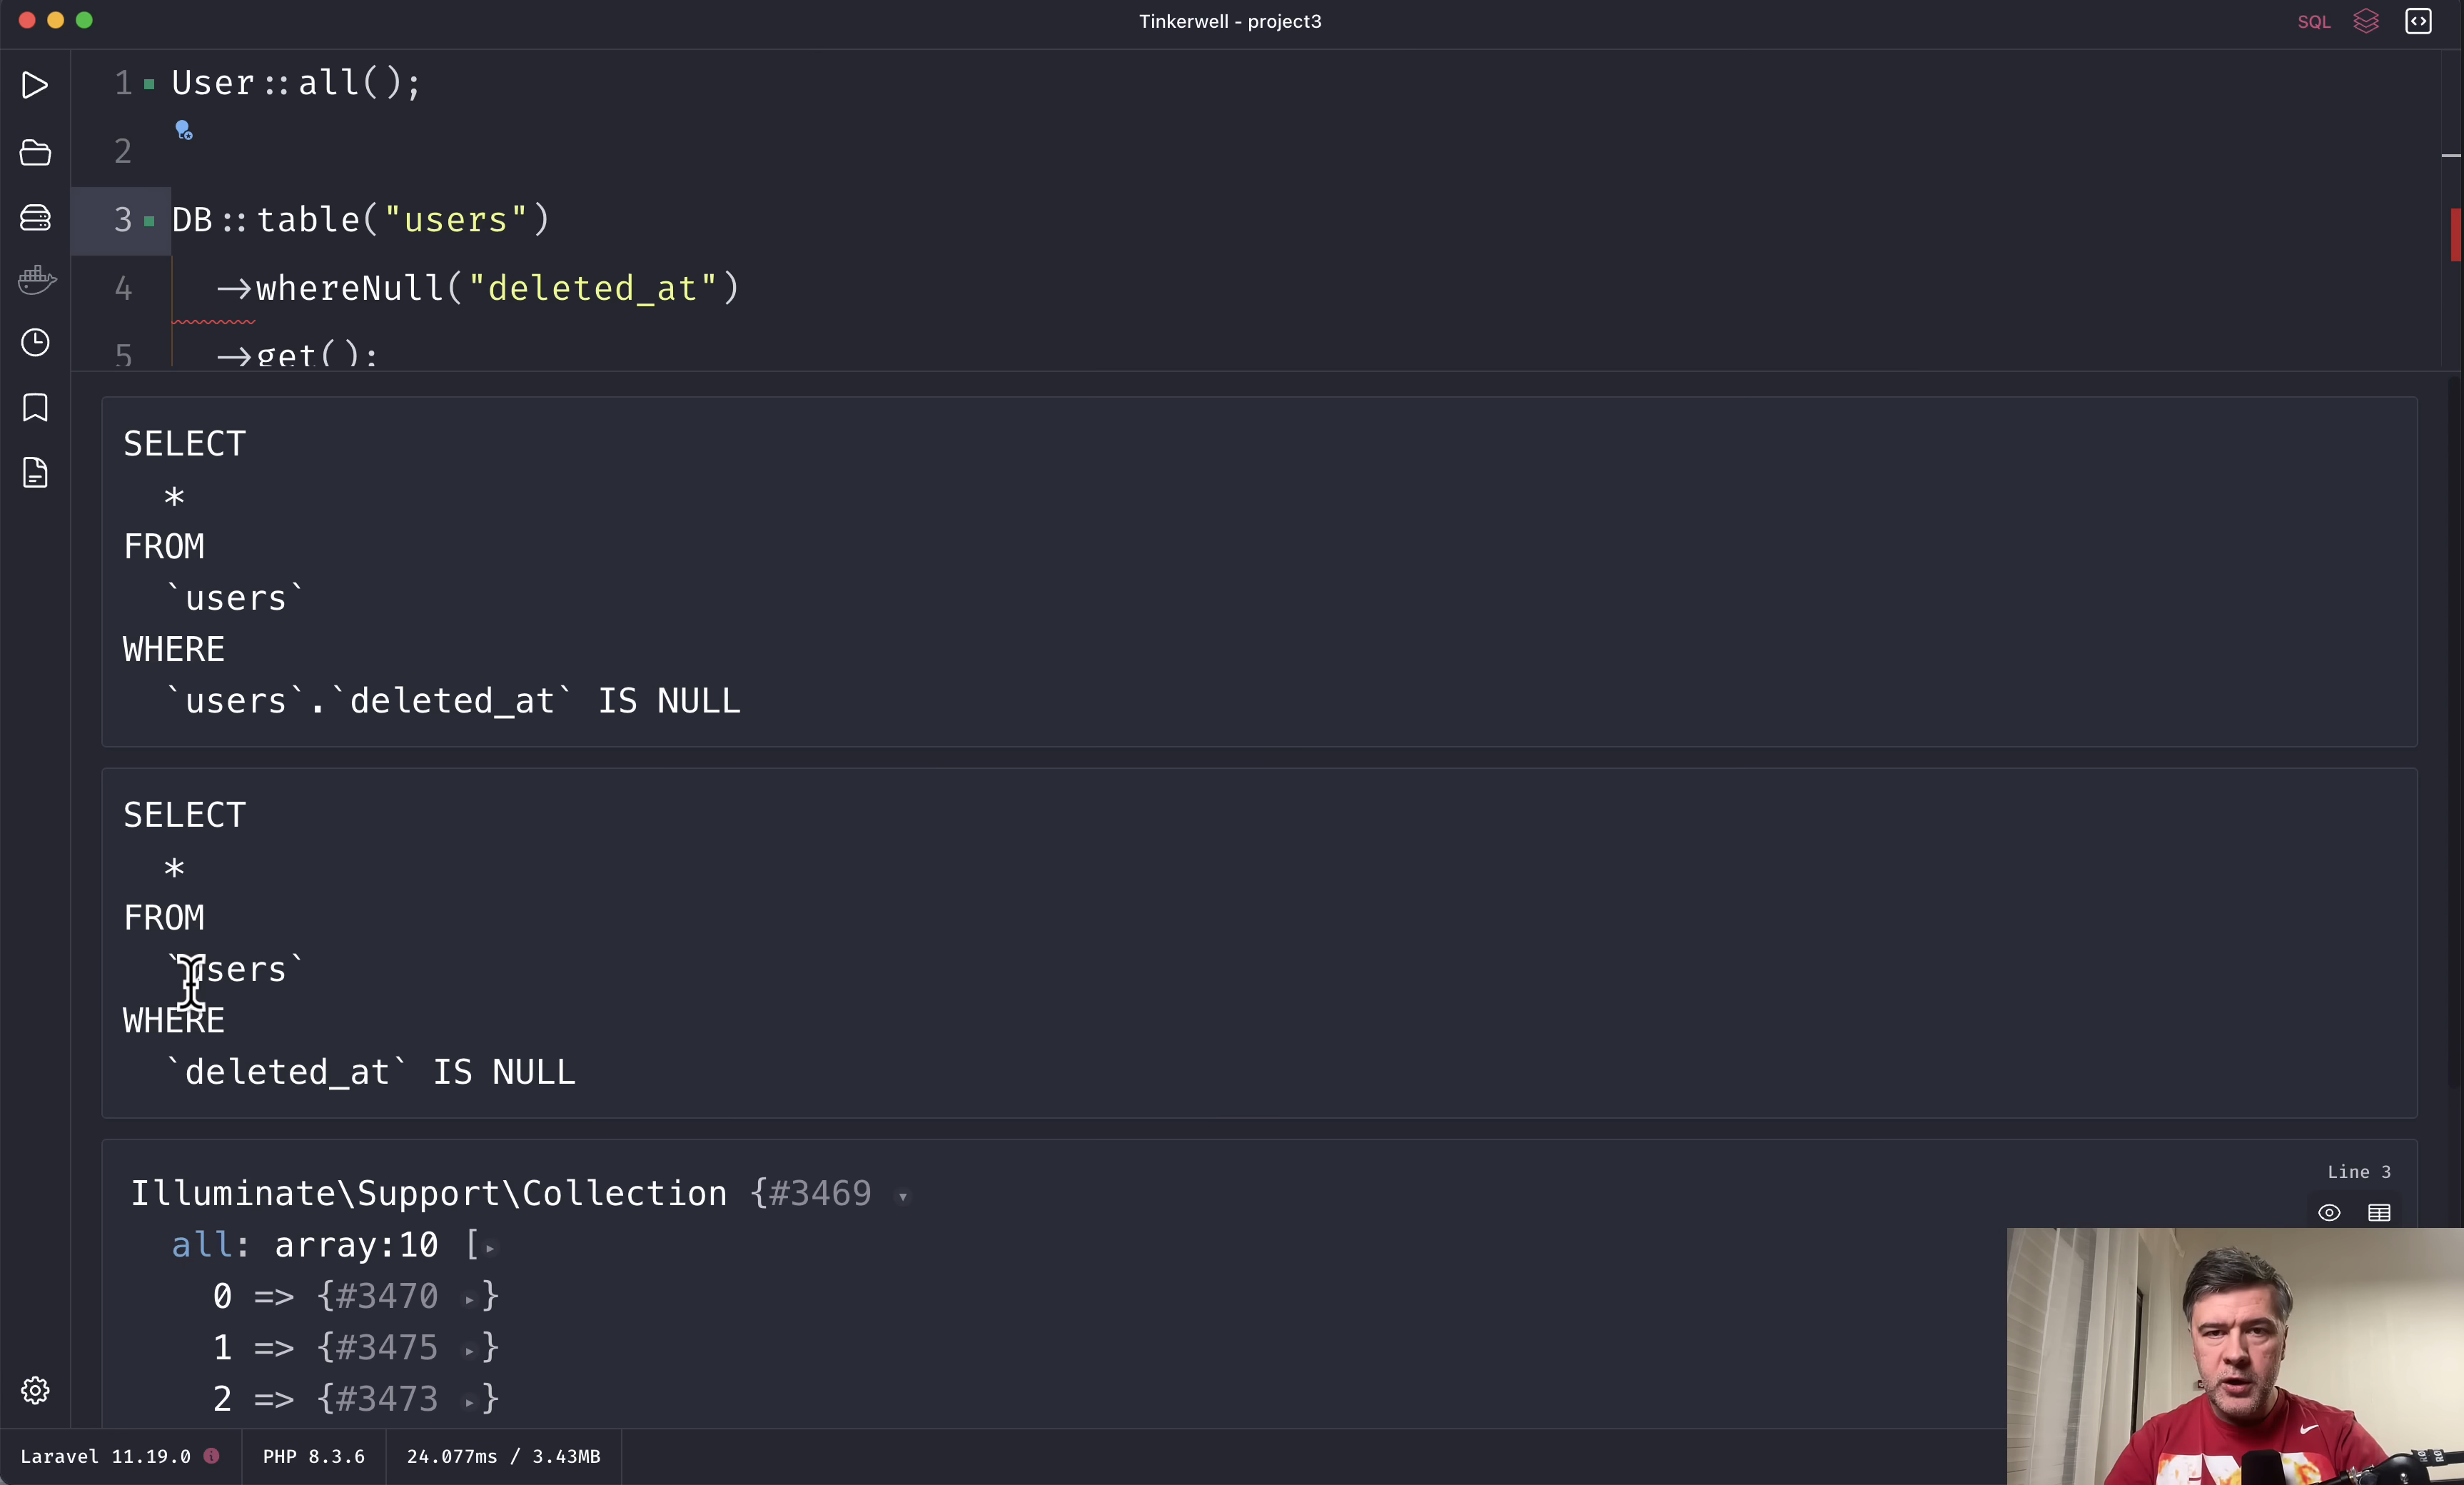 Tinkerwell - project3
SQL
1 User::all();
2
3 DB::table("users")
4 ->whereNull("deleted_at")
5 ->get();
SELECT
*
FROM
`users`
WHERE
`users`.`deleted_at` IS NULL
SELECT
*
FROM
`users`
WHERE
`deleted_at` IS NULL
Line 3
Illuminate\Support\Collection {#3469 ▾
all: array:10 [▸
0 => {#3470 ▸}
1 => {#3475 ▸}
2 => {#3473 ▸}
Laravel 11.19.0
PHP 8.3.6
24.077ms / 3.43MB